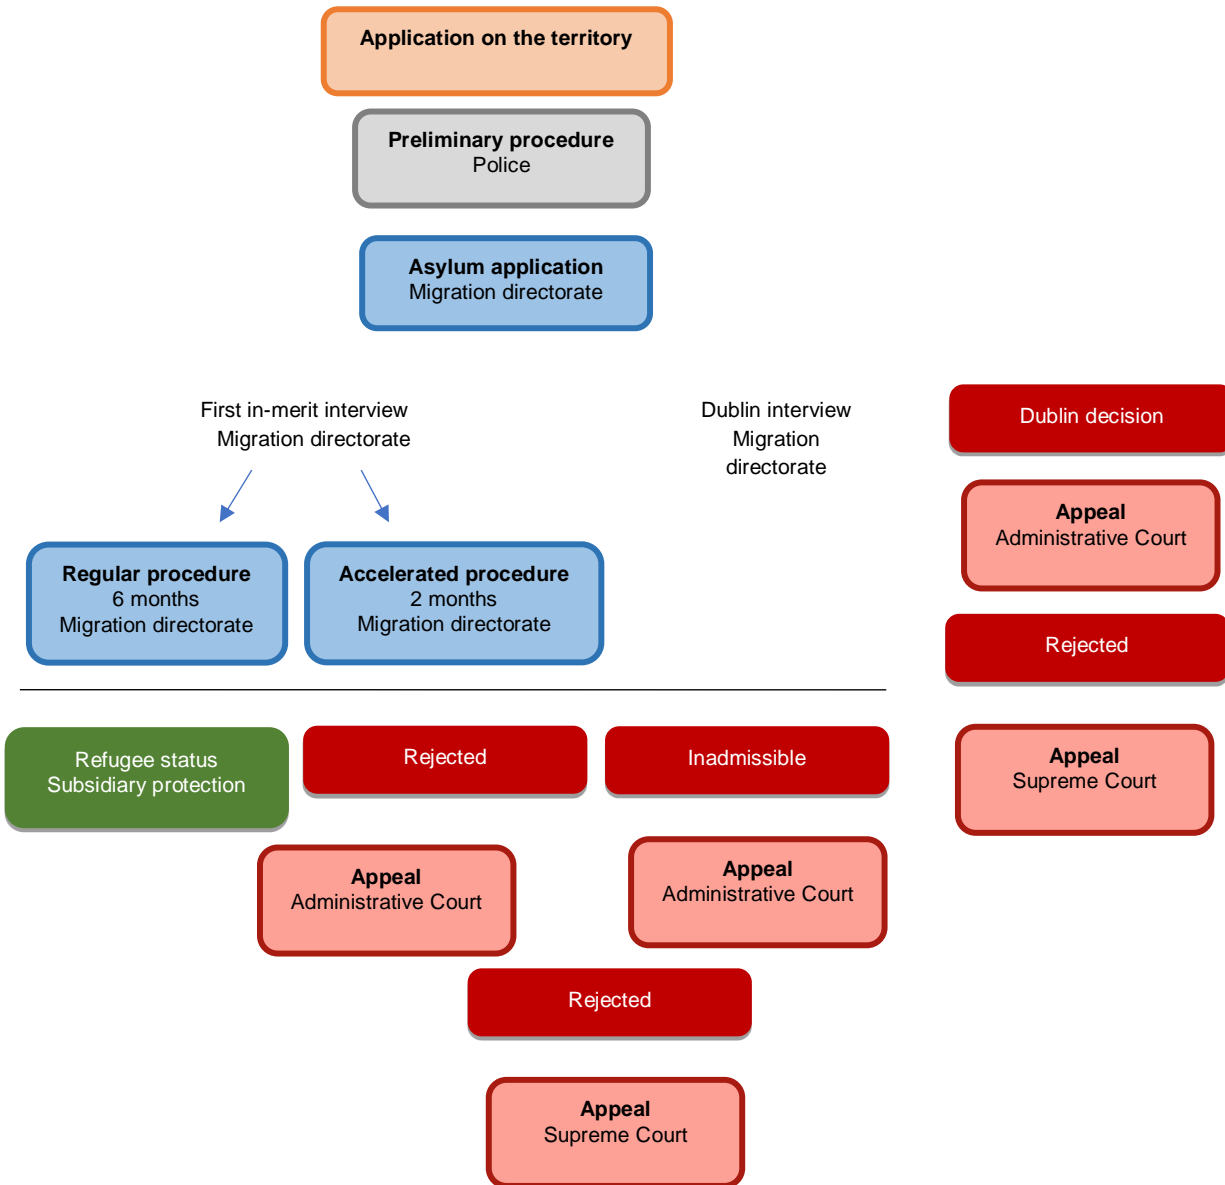 Application on the territory
Preliminary procedure
Police
Asylum application
Migration directorate
First in-merit interview
Migration directorate
Dublin interview
Migration
directorate
Dublin decision
Appeal
Administrative Court
Regular procedure
6 months
Migration directorate
Accelerated procedure
2 months
Migration directorate
Rejected
Refugee status
Subsidiary protection
Rejected
Inadmissible
Appeal
Supreme Court
Appeal
Administrative Court
Appeal
Administrative Court
Rejected
Appeal
Supreme Court